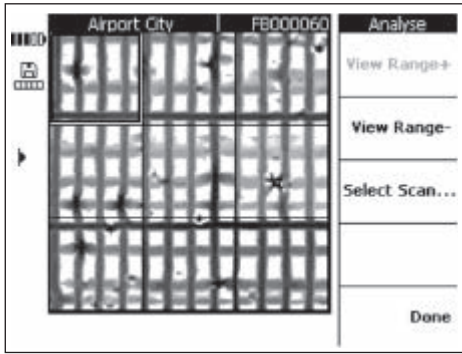 Airport City FB000060 Analyse
View Range+
View Range-
Select Scan...
Done